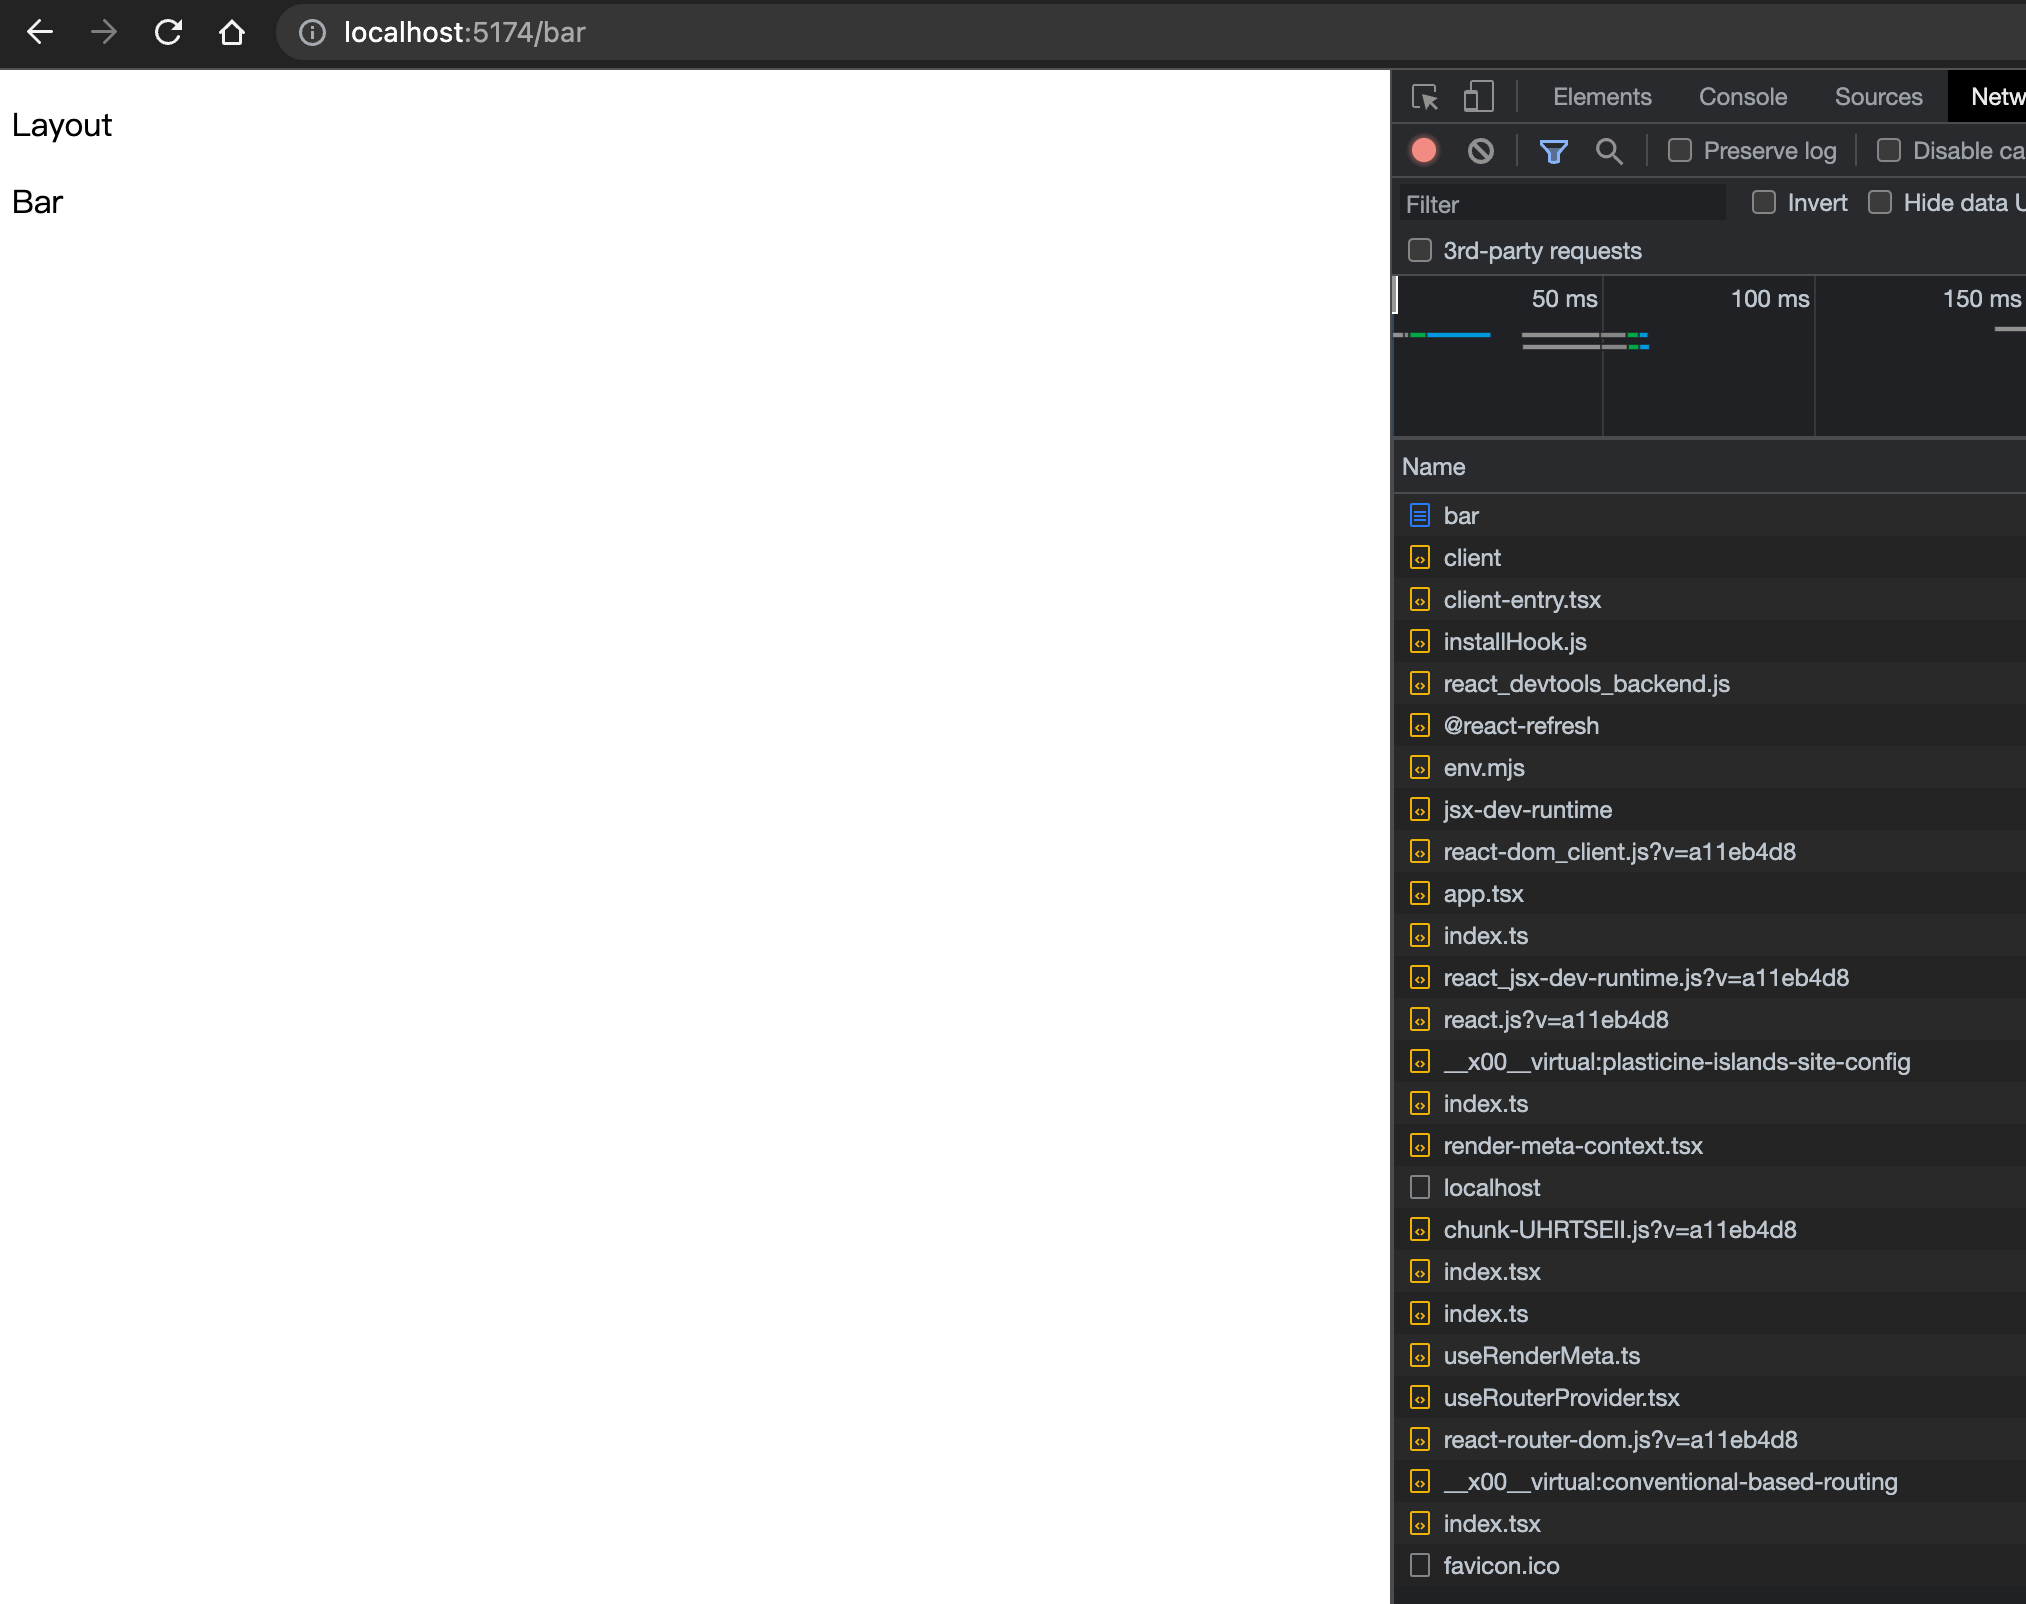 localhost:5174/bar
Layout
Bar
Elements Console Sources Netw
Preserve log Disable ca
Filter Invert Hide data U
3rd-party requests
50 ms 100 ms 150 ms
Name
bar
client
client-entry.tsx
installHook.js
react_devtools_backend.js
@react-refresh
env.mjs
jsx-dev-runtime
react-dom_client.js?v=a11eb4d8
app.tsx
index.ts
react_jsx-dev-runtime.js?v=a11eb4d8
react.js?v=a11eb4d8
__x00__virtual:plasticine-islands-site-config
index.ts
render-meta-context.tsx
localhost
chunk-UHRTSEII.js?v=a11eb4d8
index.tsx
index.ts
useRenderMeta.ts
useRouterProvider.tsx
react-router-dom.js?v=a11eb4d8
__x00__virtual:conventional-based-routing
index.tsx
favicon.ico